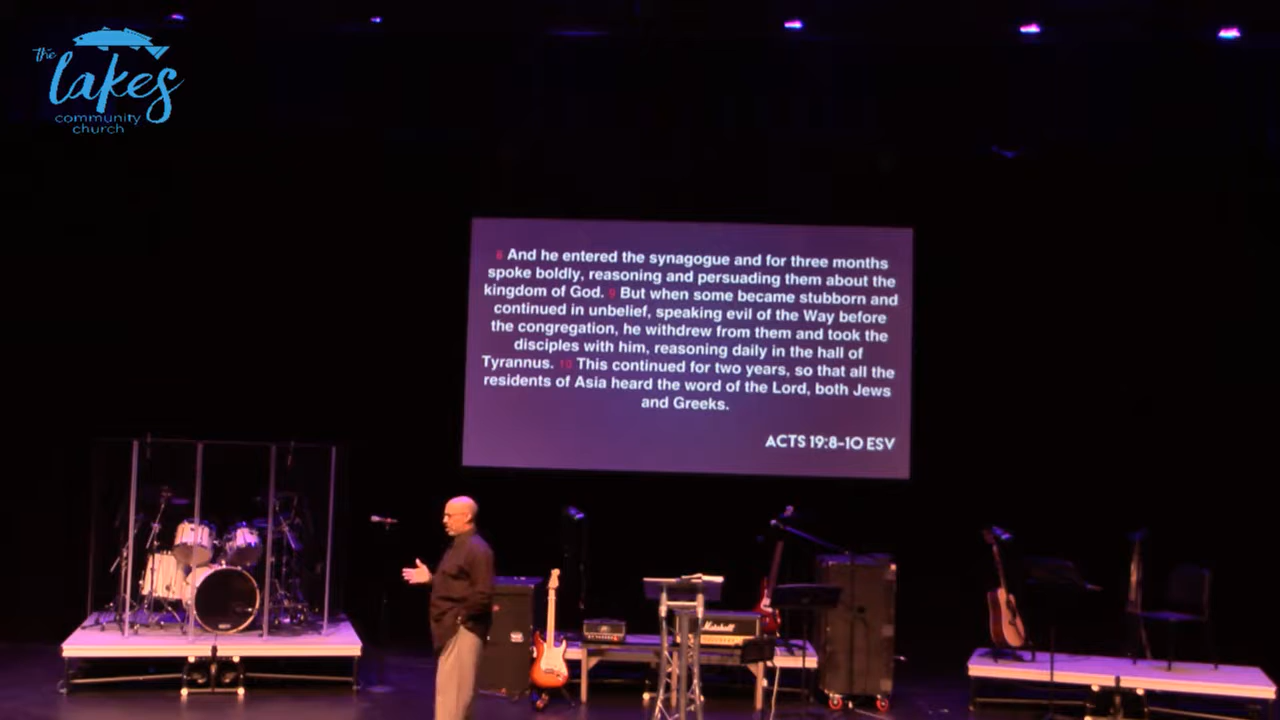 the
lakes
community
church
8 And he entered the synagogue and for three months
spoke boldly, reasoning and persuading them about the
kingdom of God. 9 But when some became stubborn and
continued in unbelief, speaking evil of the Way before
the congregation, he withdrew from them and took the
disciples with him, reasoning daily in the hall of
Tyrannus. 10 This continued for two years, so that all the
residents of Asia heard the word of the Lord, both Jews
and Greeks.
ACTS 19:8-10 ESV
Marshall